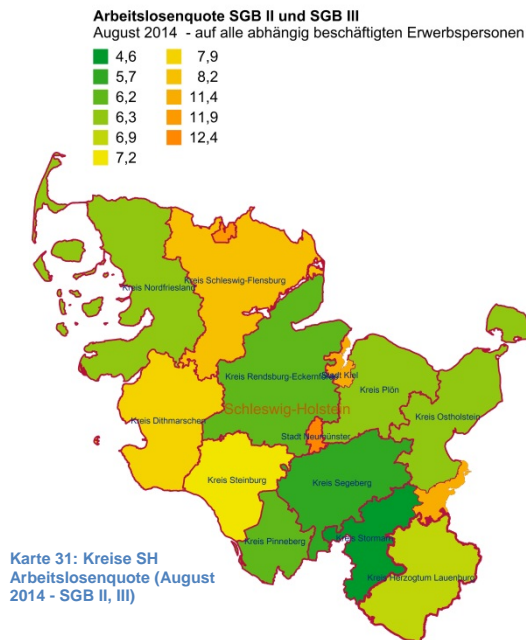 Arbeitslosenquote SGB II und SGB III
August 2014 - auf alle abhängig beschäftigten Erwerbspersonen
4,6
5,7
6,2
6,3
6,9
7,2
7,9
8,2
11,4
11,9
12,4
Kreis Nordfriesland
Kreis Schleswig-Flensburg
Kreis Rendsburg-Eckernförde
Stadt Kiel
Kreis Plön
Schleswig-Holstein
Kreis Ostholstein
Kreis Dithmarschen
Stadt Neumünster
Kreis Steinburg
Kreis Segeberg
Kreis Pinneberg
Kreis Stormarn
Kreis Herzogtum Lauenburg
Karte 31: Kreise SH
Arbeitslosenquote (August
2014 - SGB II, III)